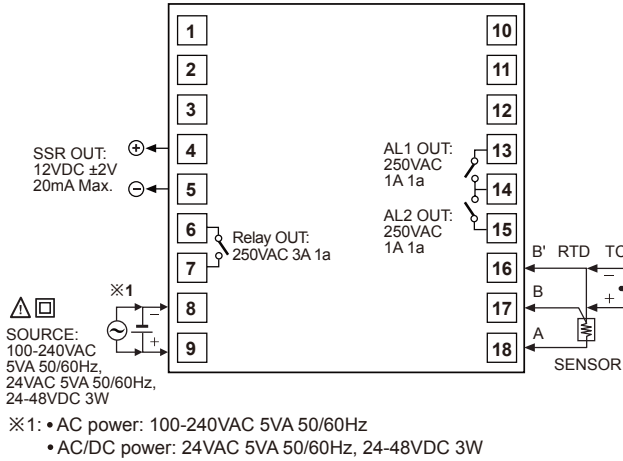 1
2
3
4
5
6
7
8
9
10
11
12
13
14
15
16
17
18
SSR OUT:
12VDC ±2V
20mA Max.
Relay OUT:
250VAC 3A 1a
AL1 OUT:
250VAC
1A 1a
AL2 OUT:
250VAC
1A 1a
B' RTD TC
B
A
SENSOR
※1
SOURCE:
100-240VAC
5VA 50/60Hz,
24VAC 5VA 50/60Hz,
24-48VDC 3W
※1: • AC power: 100-240VAC 5VA 50/60Hz
• AC/DC power: 24VAC 5VA 50/60Hz, 24-48VDC 3W